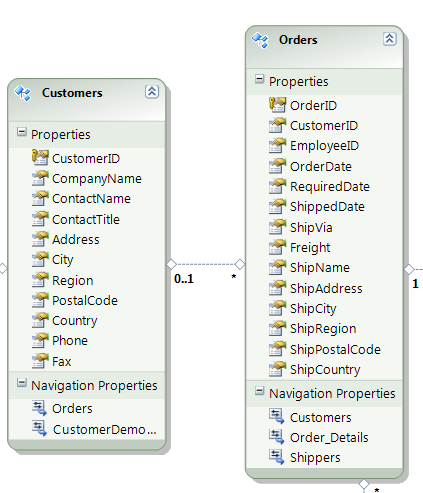 Customers
Properties
CustomerID
CompanyName
ContactName
ContactTitle
Address
City
Region
PostalCode
Country
Phone
Fax
Navigation Properties
Orders
CustomerDemo...
0..1
*
Orders
Properties
OrderID
CustomerID
EmployeeID
OrderDate
RequiredDate
ShippedDate
ShipVia
Freight
ShipName
ShipAddress
ShipCity
ShipRegion
ShipPostalCode
ShipCountry
Navigation Properties
Customers
Order_Details
Shippers
1
*